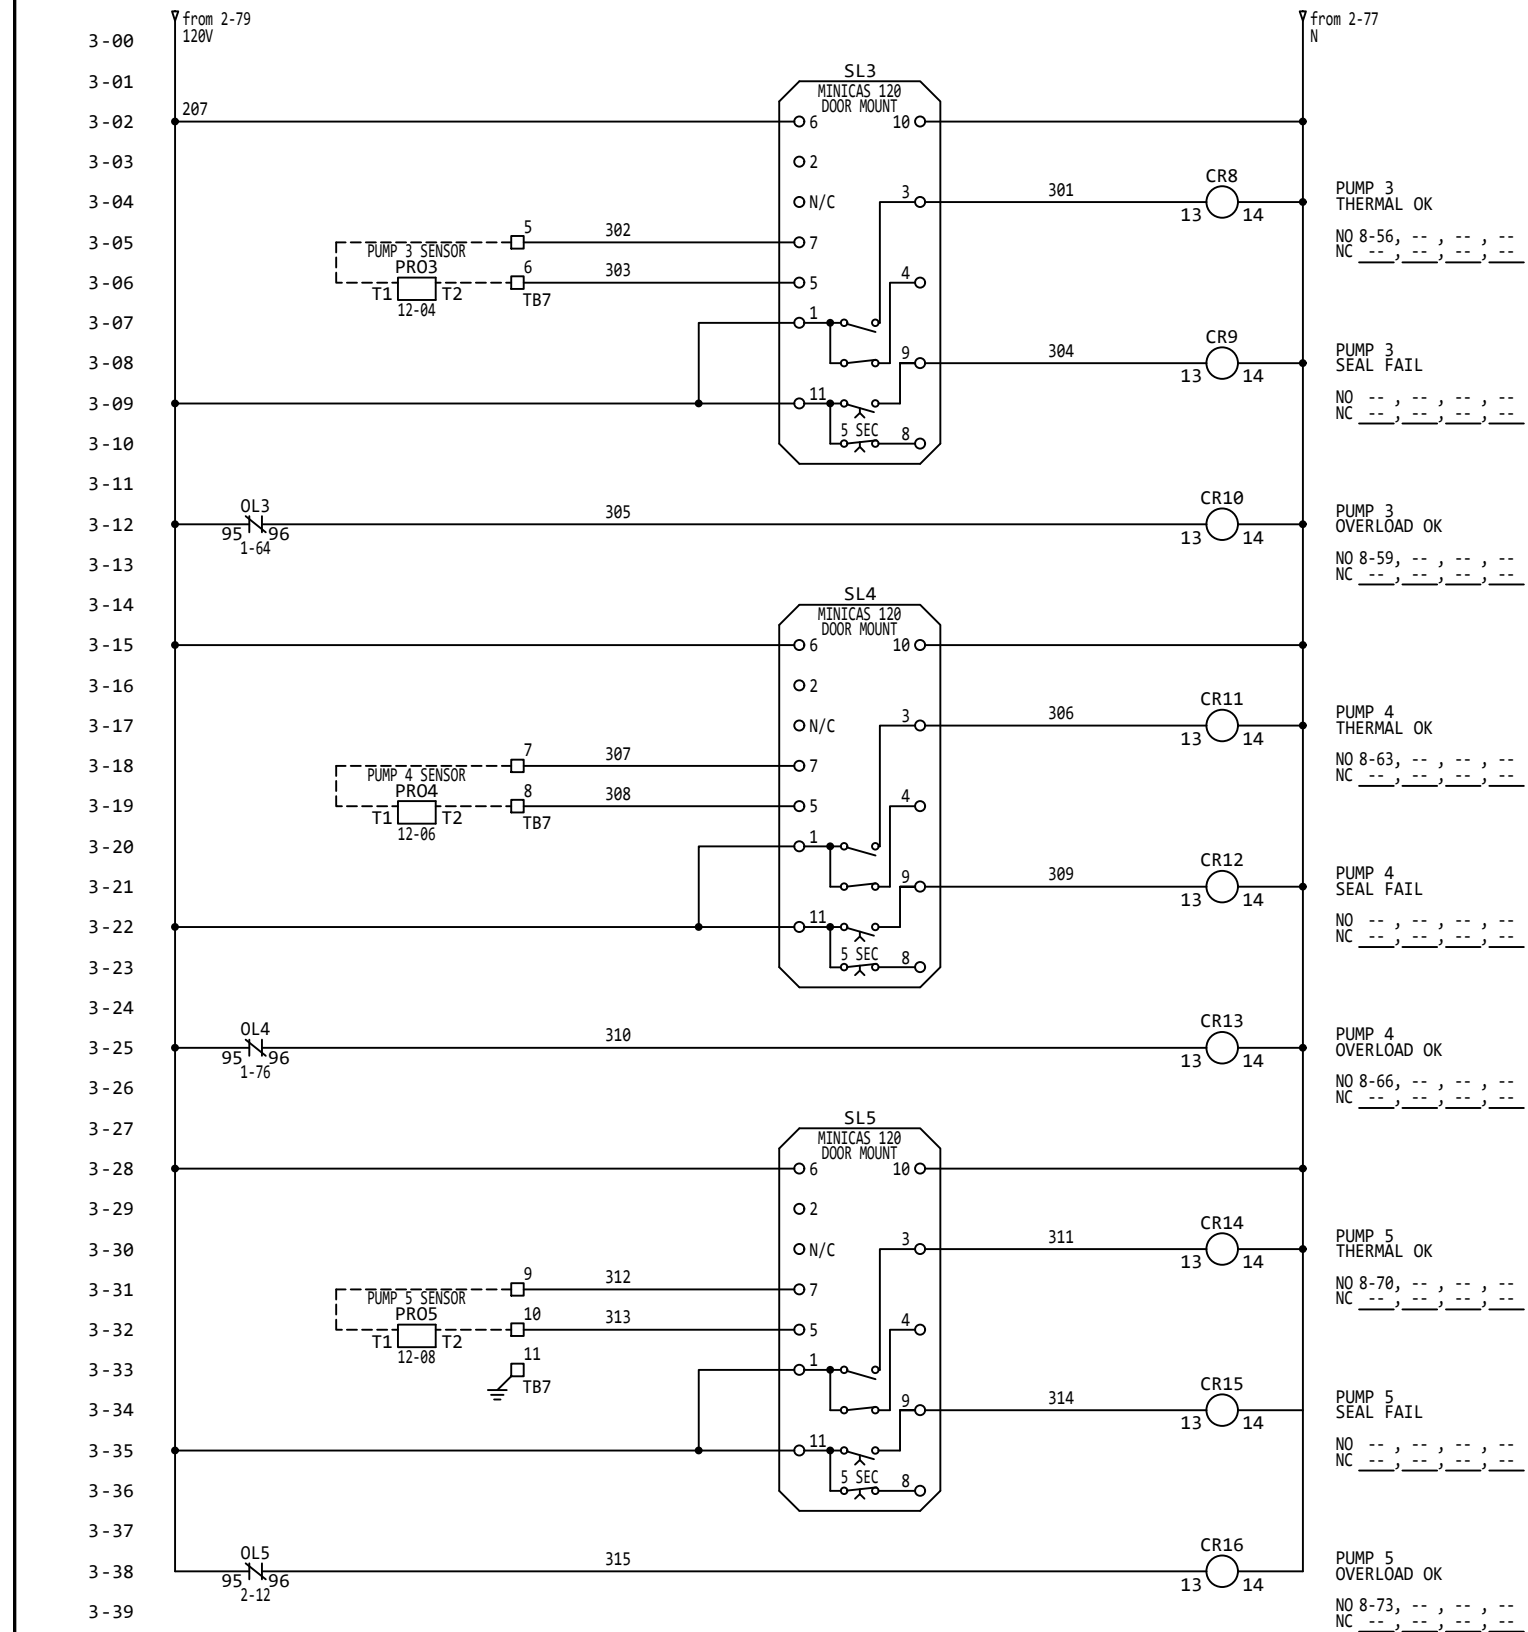 from 2-79
120V
from 2-77
N
3-00
3-01
SL3
MINICAS 120
DOOR MOUNT
207
3-02
6
10
3-03
2
CR8
3-04
N/C
3
301
13
14
PUMP 3
THERMAL OK
3-05
PUMP 3 SENSOR
5
302
7
NO 8-56, -- , -- , --
NC -- , -- , -- , --
3-06
PRO3
T1
T2
12-04
6
TB7
303
5
4
3-07
1
CR9
3-08
9
304
13
14
PUMP 3
SEAL FAIL
3-09
11
NO -- , -- , -- , --
NC -- , -- , -- , --
3-10
5 SEC
8
3-11
OL3
CR10
3-12
95
96
1-64
305
13
14
PUMP 3
OVERLOAD OK
3-13
NO 8-59, -- , -- , --
NC -- , -- , -- , --
3-14
SL4
MINICAS 120
DOOR MOUNT
3-15
6
10
3-16
2
CR11
3-17
N/C
3
306
13
14
PUMP 4
THERMAL OK
3-18
PUMP 4 SENSOR
7
307
7
NO 8-63, -- , -- , --
NC -- , -- , -- , --
3-19
PRO4
T1
T2
12-06
8
TB7
308
5
4
3-20
1
CR12
3-21
9
309
13
14
PUMP 4
SEAL FAIL
3-22
11
NO -- , -- , -- , --
NC -- , -- , -- , --
3-23
5 SEC
8
3-24
OL4
CR13
3-25
95
96
1-76
310
13
14
PUMP 4
OVERLOAD OK
3-26
NO 8-66, -- , -- , --
NC -- , -- , -- , --
3-27
SL5
MINICAS 120
DOOR MOUNT
3-28
6
10
3-29
2
CR14
3-30
N/C
3
311
13
14
PUMP 5
THERMAL OK
3-31
PUMP 5 SENSOR
9
312
7
NO 8-70, -- , -- , --
NC -- , -- , -- , --
3-32
PRO5
T1
T2
12-08
10
313
5
4
3-33
11
TB7
1
CR15
3-34
9
314
13
14
PUMP 5
SEAL FAIL
3-35
11
NO -- , -- , -- , --
NC -- , -- , -- , --
3-36
5 SEC
8
3-37
OL5
CR16
3-38
95
96
2-12
315
13
14
PUMP 5
OVERLOAD OK
3-39
NO 8-73, -- , -- , --
NC -- , -- , -- , --